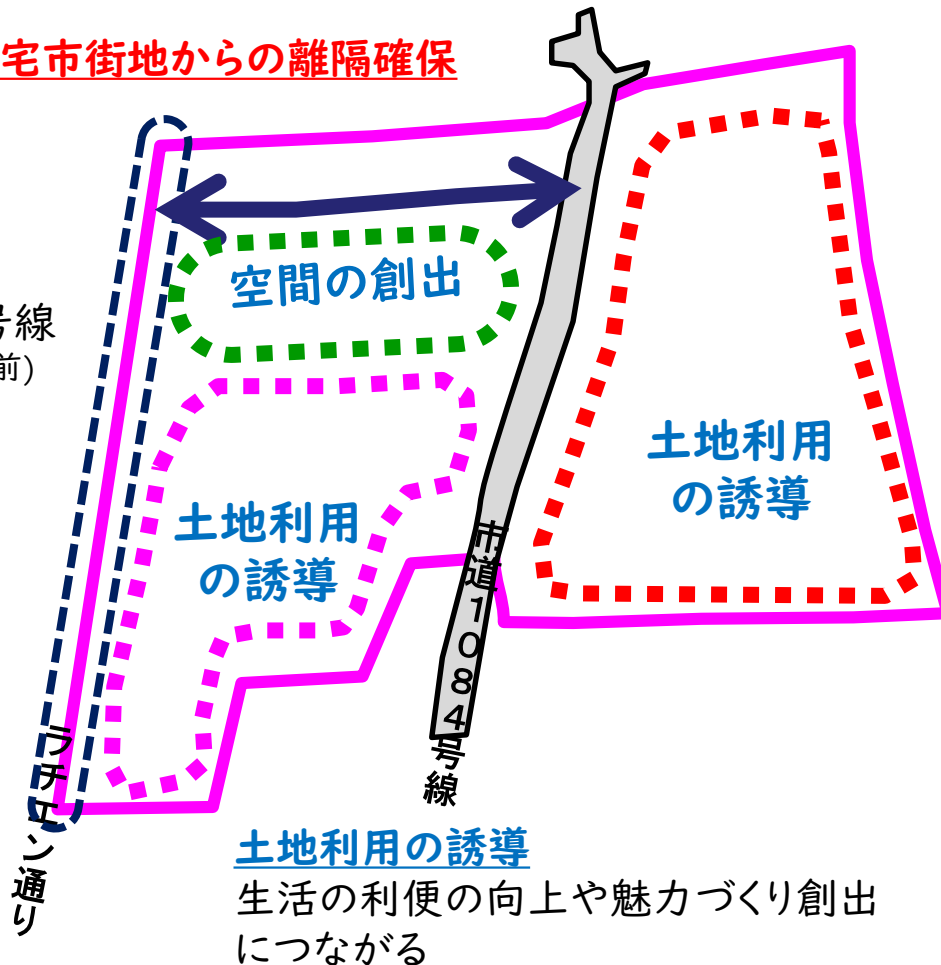 宅市街地からの離隔確保
空間の創出
号線
前)
土地利用
の誘導
土地利用
の誘導
市道1084号線
ラチエン通り
土地利用の誘導
生活の利便の向上や魅力づくり創出
につながる